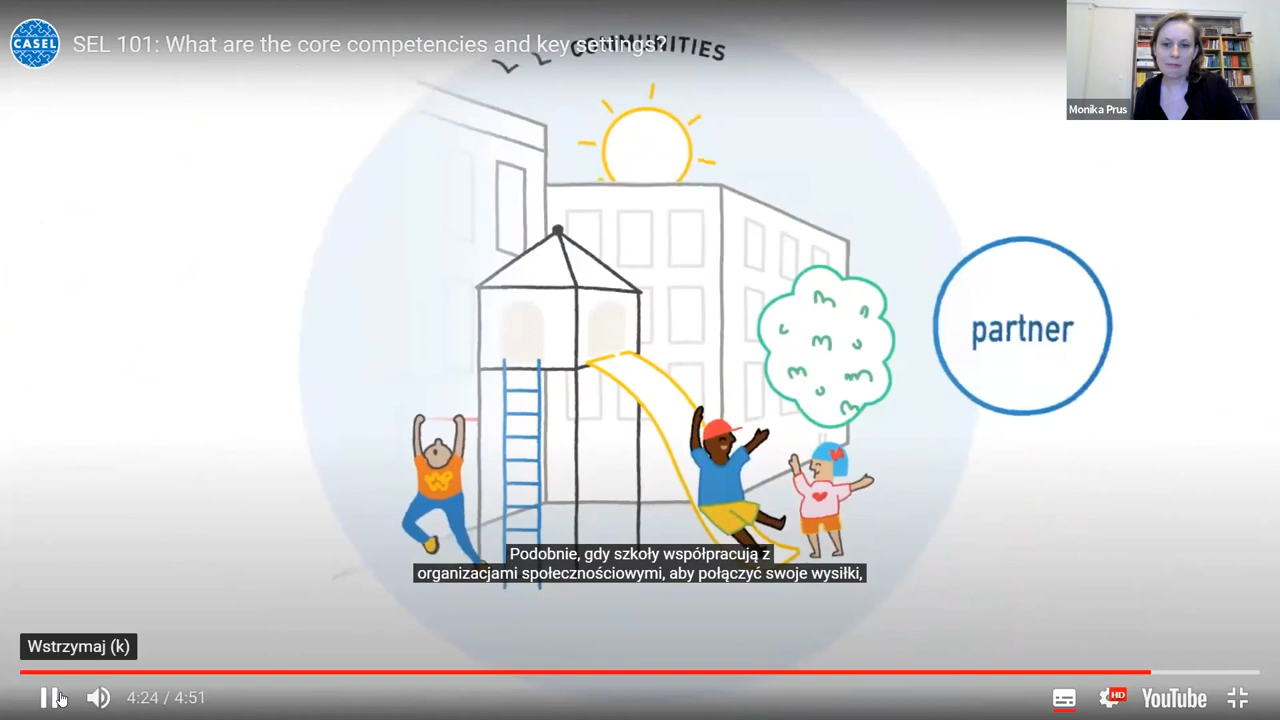 CASEL
SEL 101: What are the core competencies and key settings?
COMMUNITIES
Monika Prus
partner
Podobnie, gdy szkoły współpracują z
organizacjami społecznościowymi, aby połączyć swoje wysiłki,
Wstrzymaj (k)
4:24 / 4:51
HD
YouTube